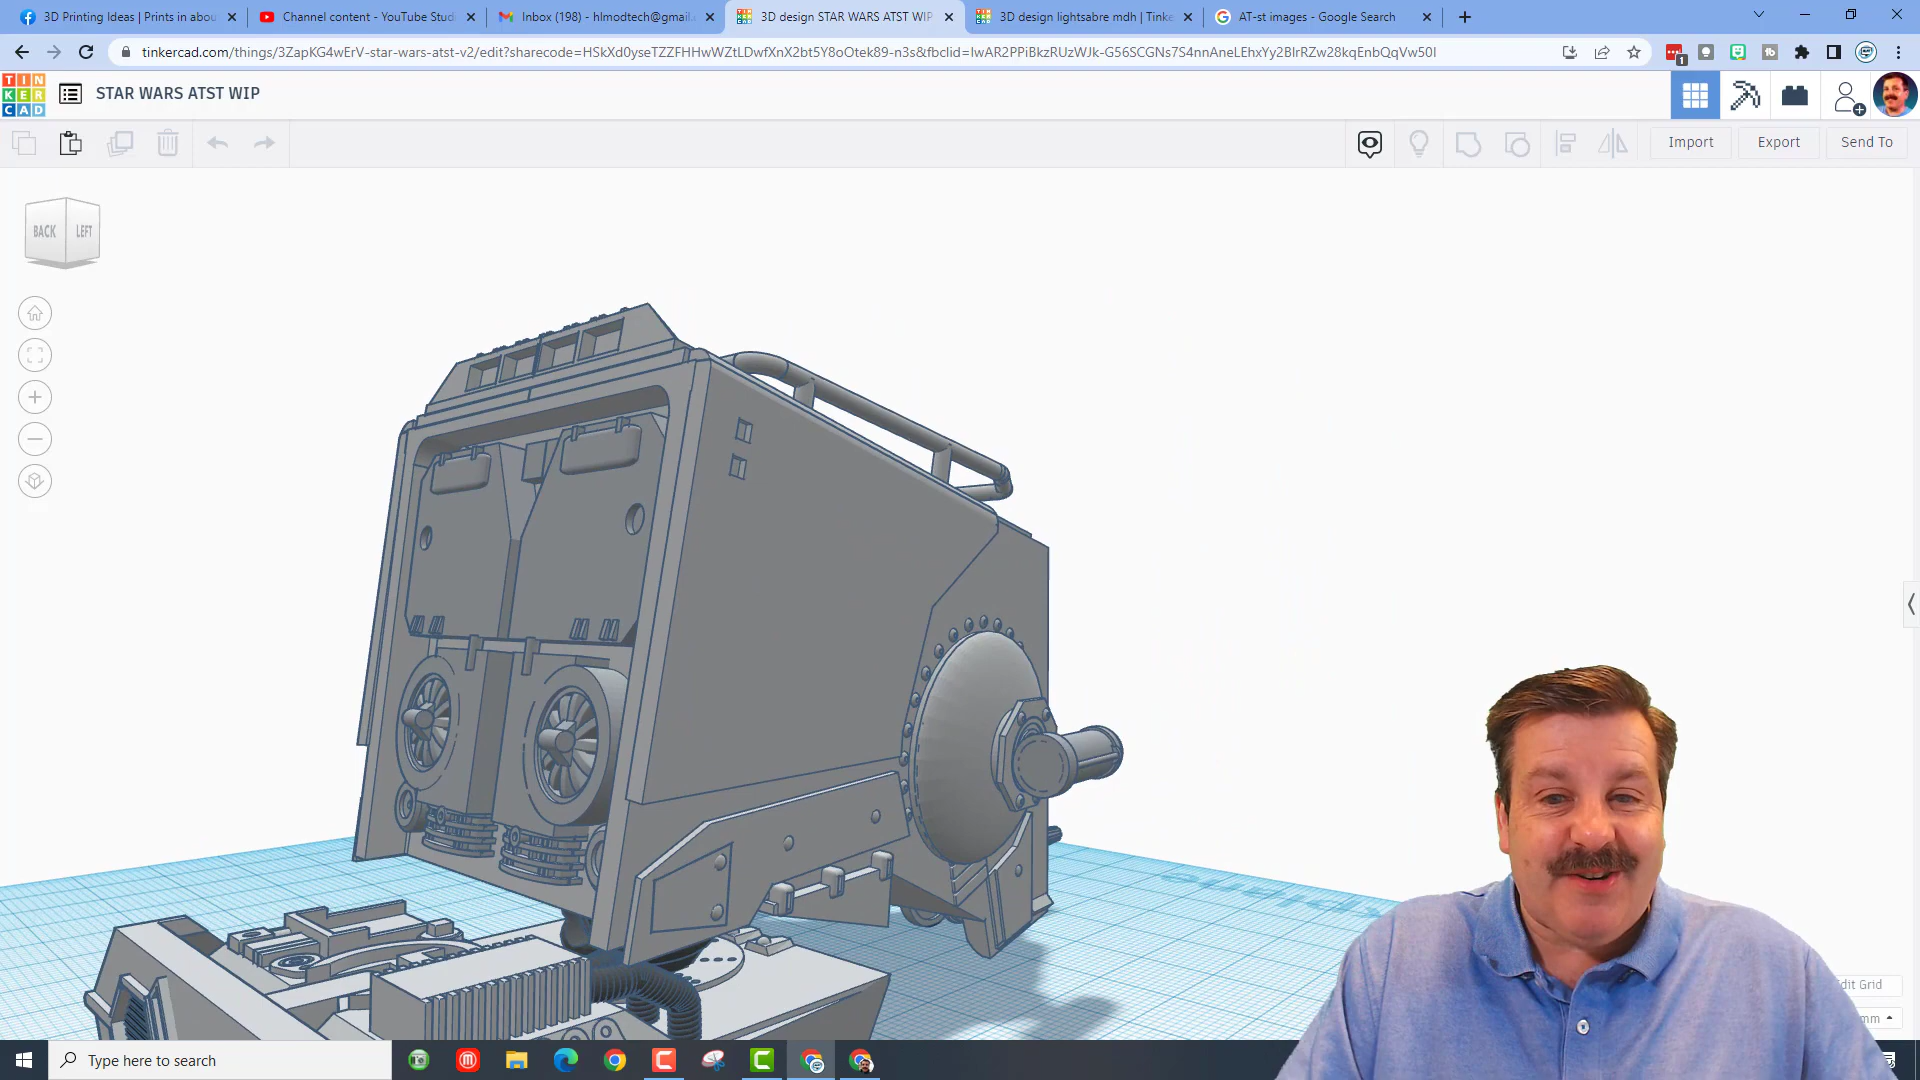 3D Printing Ideas | Prints in abou
Channel content - YouTube Stud
Inbox (198) - hlmodtech@gmail.
3D design STAR WARS ATST WIP
3D design lightsabre mdh | Tinke
AT-st images - Google Search
tinkercad.com/things/3ZapKG4wErV-star-wars-atst-v2/edit?sharecode=HSkXd0yseTZZFHHwWZtLDwfXnX2bt5Y8oOtek89-n3s&fbclid=IwAR2PPiBkzRUzWJk-G56SCGNs7S4nnAneLEhxYy2BIrRZw28kqEnbQqVw50I
1
TIN
KER
CAD
STAR WARS ATST WIP
Import
Export
Send To
BACK
LEFT
dit Grid
mm
Type here to search